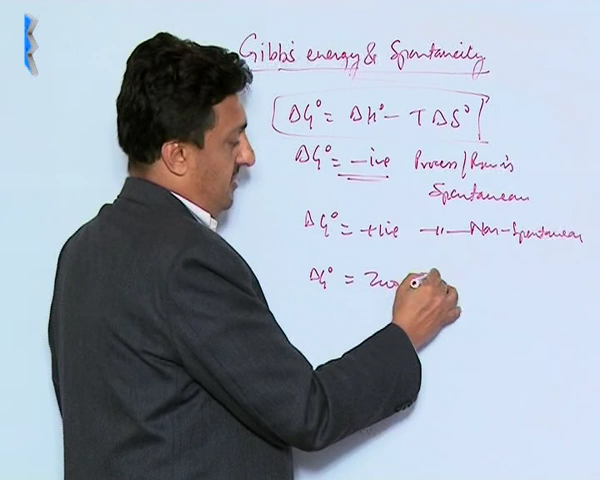 Gibbs energy & Spontaneity
ΔG° = ΔH° - TΔS°
ΔG° = -ive Process/Rxn is
Spontaneous
ΔG° = +ive -〃- Non-Spontaneous
ΔG° = Zero